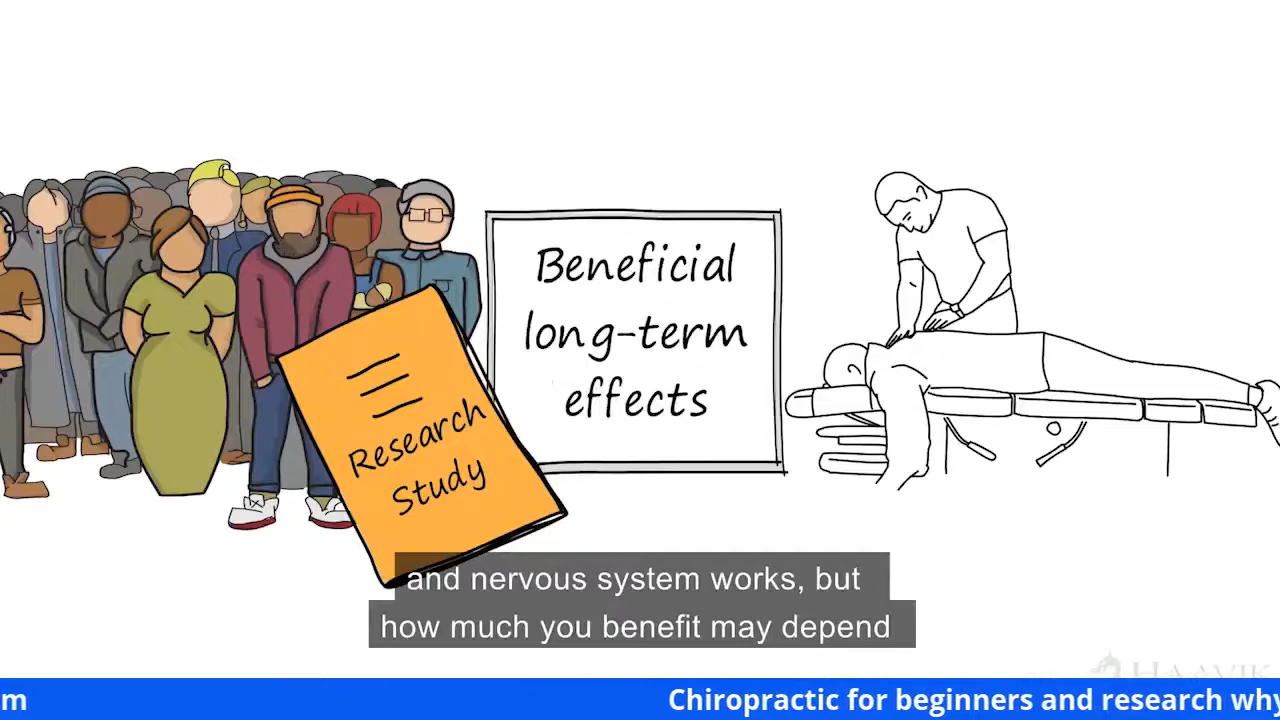 Beneficial
long-term
effects
Research
Study
and nervous system works, but
how much you benefit may depend
HAAVIK
m
Chiropractic for beginners and research why